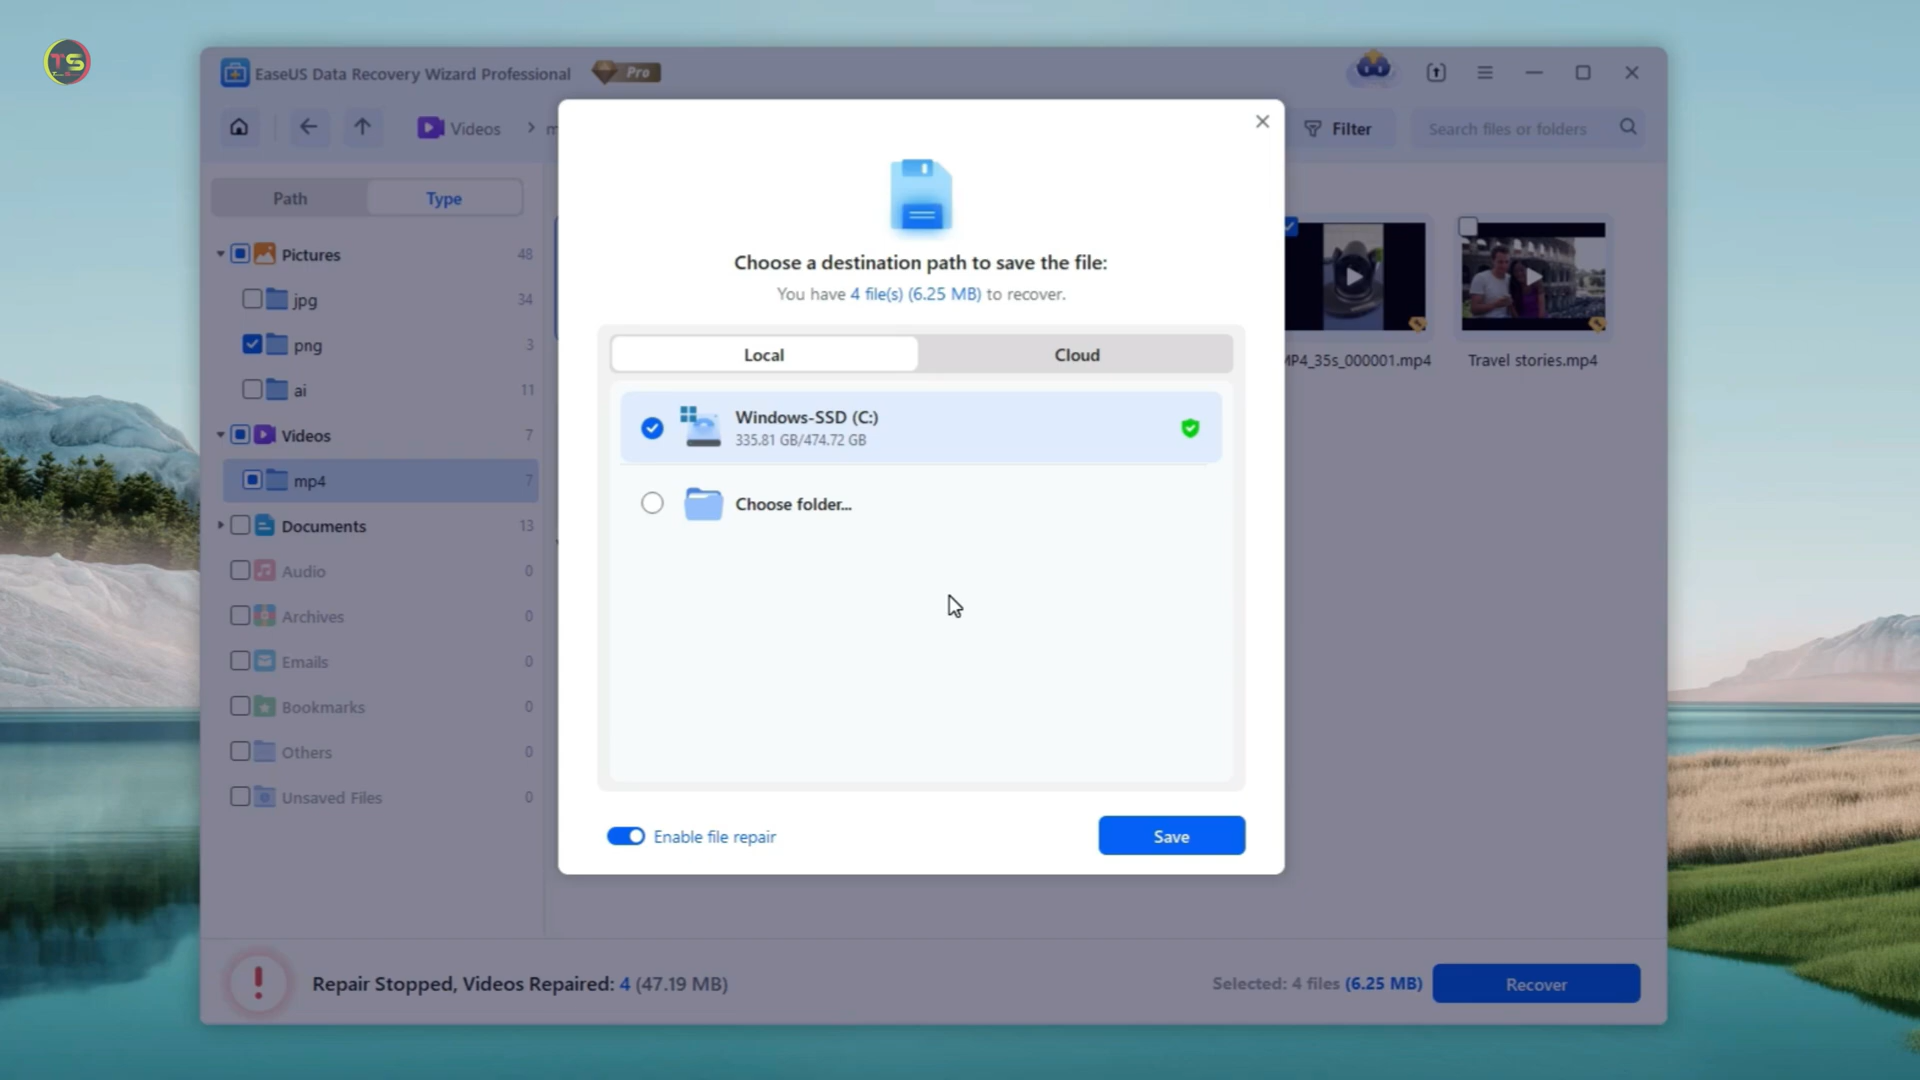 TS
EaseUS Data Recovery Wizard Professional
Pro
Videos
Filter
Search files or folders
Path
Type
Pictures 48
jpg 34
png 3
ai 11
Videos 7
mp4 7
Documents 13
Audio 0
Archives 0
Emails 0
Bookmarks 0
Others 0
Unsaved Files 0
Choose a destination path to save the file:
You have 4 file(s) (6.25 MB) to recover.
Local
Cloud
Windows-SSD (C:)
335.81 GB/474.72 GB
Choose folder...
Enable file repair
Save
MP4_35s_000001.mp4
Travel stories.mp4
Repair Stopped, Videos Repaired: 4 (47.19 MB)
Selected: 4 files (6.25 MB)
Recover